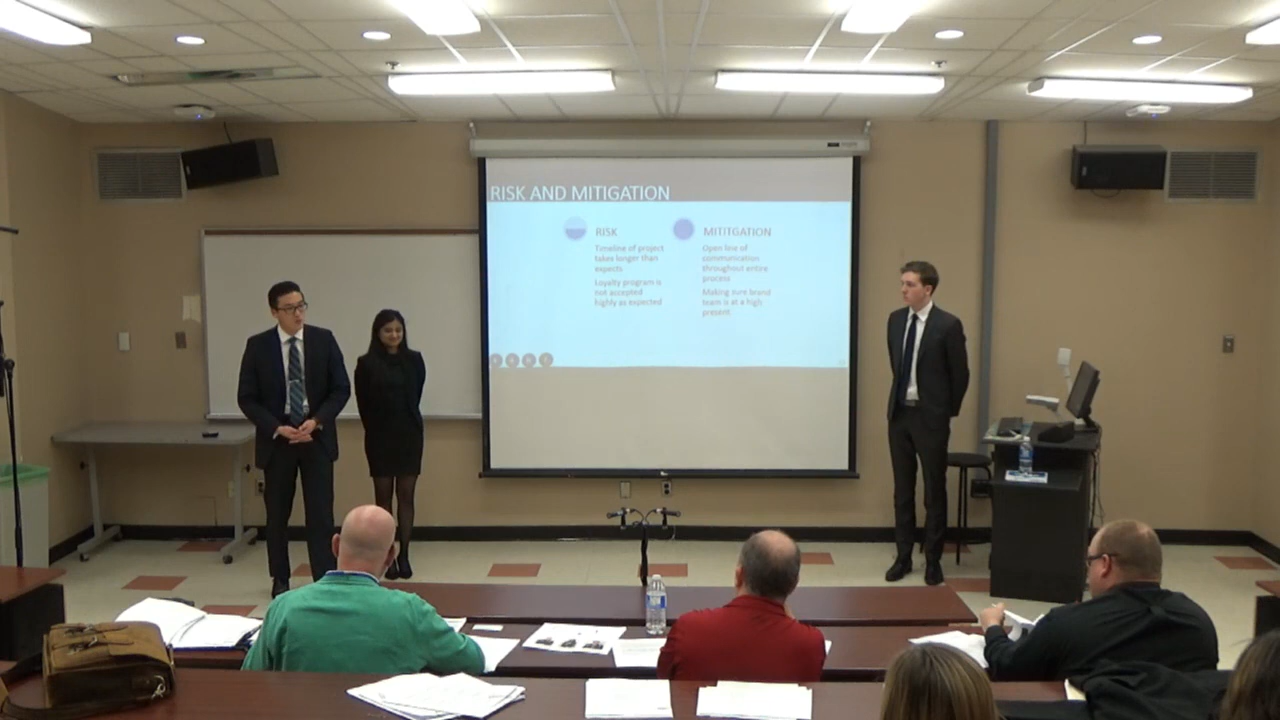 RISK AND MITIGATION
RISK
Timeline of project
takes longer than
expects
Loyalty program is
not accepted
highly as expected
MITITGATION
Open line of
communication
throughout entire
process
Making sure brand
team is at a high
present